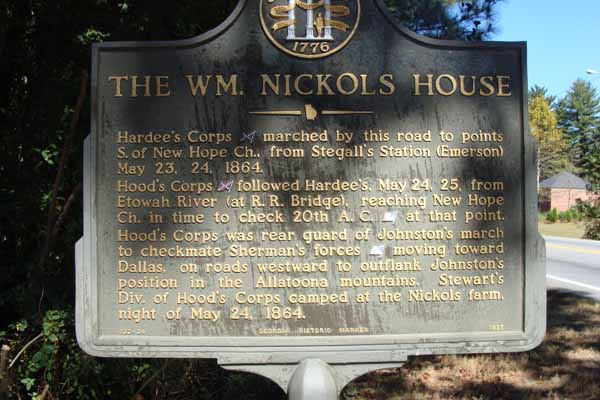 1776
THE WM. NICKOLS HOUSE
Hardee's Corps marched by this road to points
S. of New Hope Ch., from Stegall's Station (Emerson)
May 23, 24, 1864.
Hood's Corps followed Hardee's, May 24, 25, from
Etowah River (at R.R. Bridge), reaching New Hope
Ch. in time to check 20th A. C. at that point.
Hood's Corps was rear guard of Johnston's march
to checkmate Sherman's forces moving toward
Dallas, on roads westward to outflank Johnston's
position in the Allatoona mountains. Stewart's
Div. of Hood's Corps camped at the Nickols farm,
night of May 24, 1864.
GEORGIA HISTORIC MARKER